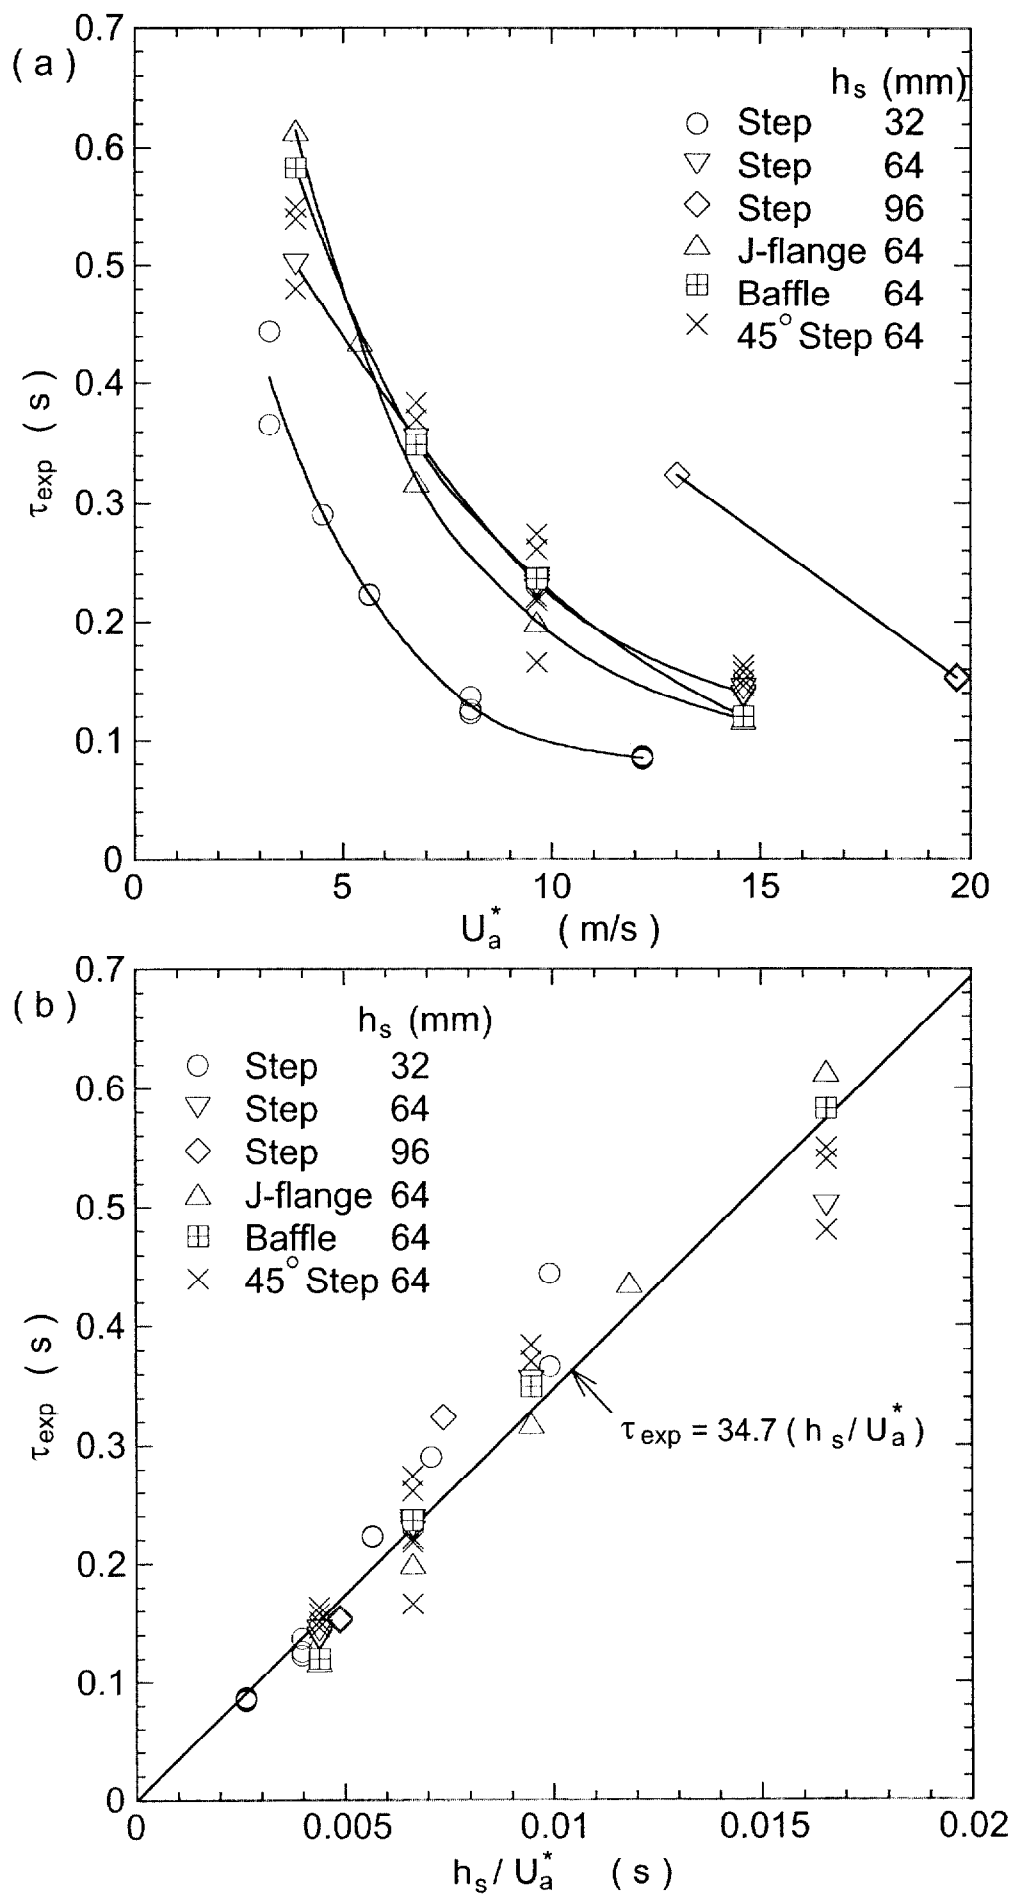 (a)
0.7
0.6
0.5
0.4
0.3
0.2
0.1
0
τexp (s)
hs (mm)
○ Step 32
▽ Step 64
◇ Step 96
△ J-flange 64
⊞ Baffle 64
× 45° Step 64
0 5 10 15 20
Ua* (m/s)
(b)
0.7
0.6
0.5
0.4
0.3
0.2
0.1
0
τexp (s)
hs (mm)
○ Step 32
▽ Step 64
◇ Step 96
△ J-flange 64
⊞ Baffle 64
× 45° Step 64
τexp = 34.7 (hs/Ua*)
0 0.005 0.01 0.015 0.02
hs/Ua* (s)